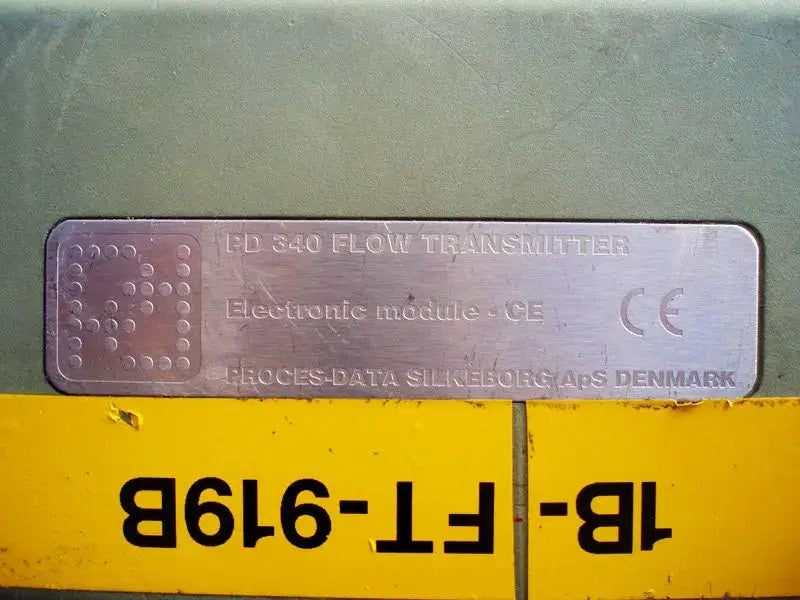 PD 340 FLOW TRANSMITTER
Electronic module - CE
CE
PROCES-DATA SILKEBORG ApS DENMARK
1B- FT-919B